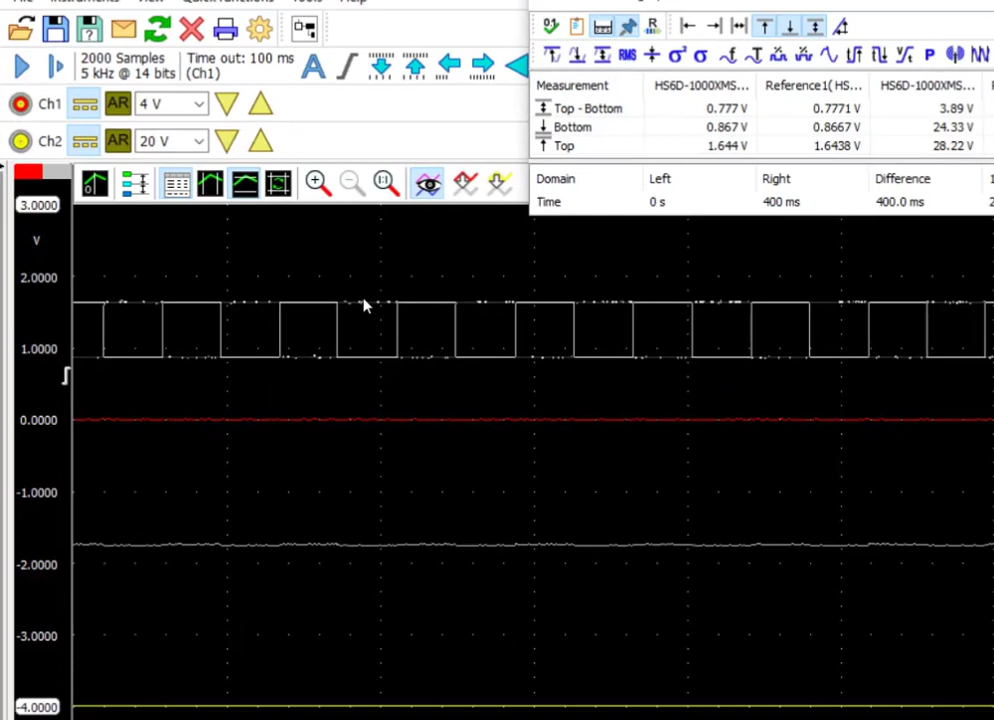 2000 Samples
5 kHz @ 14 bits
Time out: 100 ms
(Ch1)
Ch1 AR 4 V
Ch2 AR 20 V
Measurement HS6D-1000XMS... Reference1( HS... HS6D-1000XMS...
Top - Bottom 0.777 V 0.7771 V 3.89 V
Bottom 0.867 V 0.8667 V 24.33 V
Top 1.644 V 1.6438 V 28.22 V
Domain Left Right Difference
Time 0 s 400 ms 400.0 ms
3.0000
V
2.0000
1.0000
0.0000
-1.0000
-2.0000
-3.0000
-4.0000